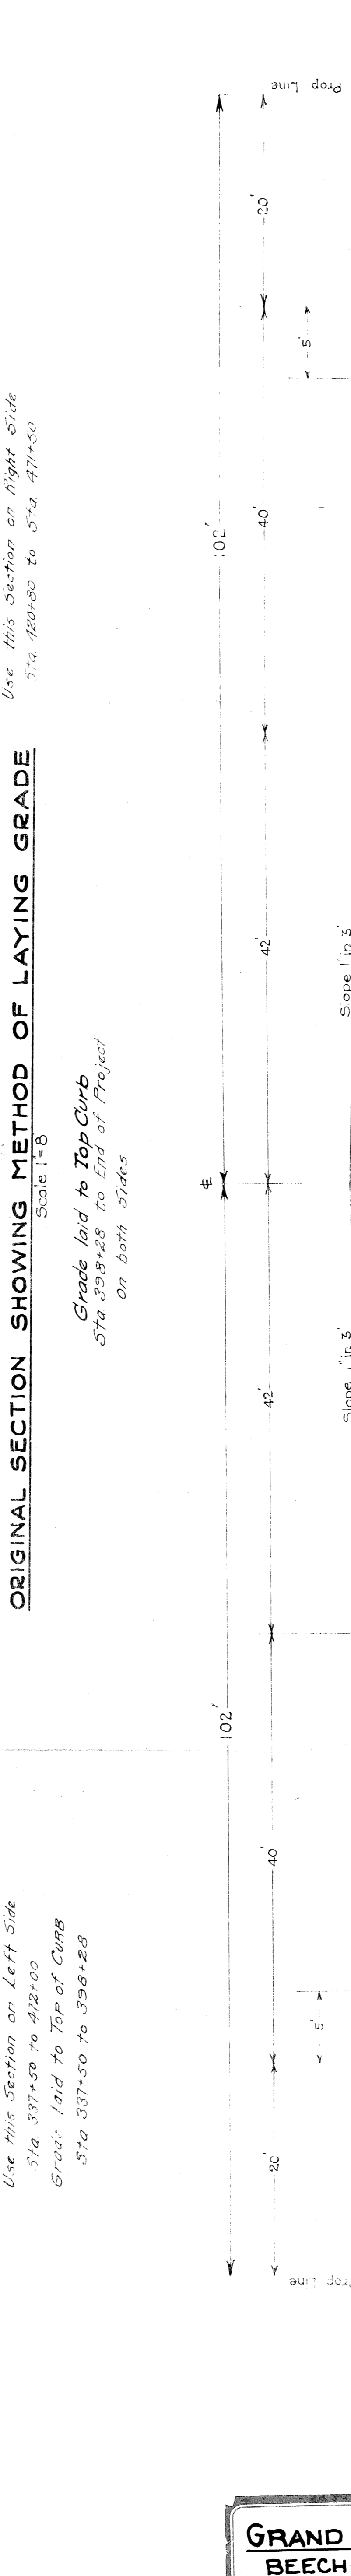 Use this Section on Left Side
Sta. 337+50 to 472+00
Grade laid to Top of CURB
Sta. 337+50 to 398+28
ORIGINAL SECTION SHOWING METHOD OF LAYING GRADE
Scale 1"=8'
Grade laid to Top Curb
Sta. 398+28 to End of Project
on both sides
Use this Section on Right Side
Sta. 420+80 to Sta. 471+50
102'
℄
102'
20'
40'
42'
42'
40'
20'
5'
5'
Prop Line
Prop Line
Slope 1" in 3'
Slope 1" in 3'
GRAND
BEECH